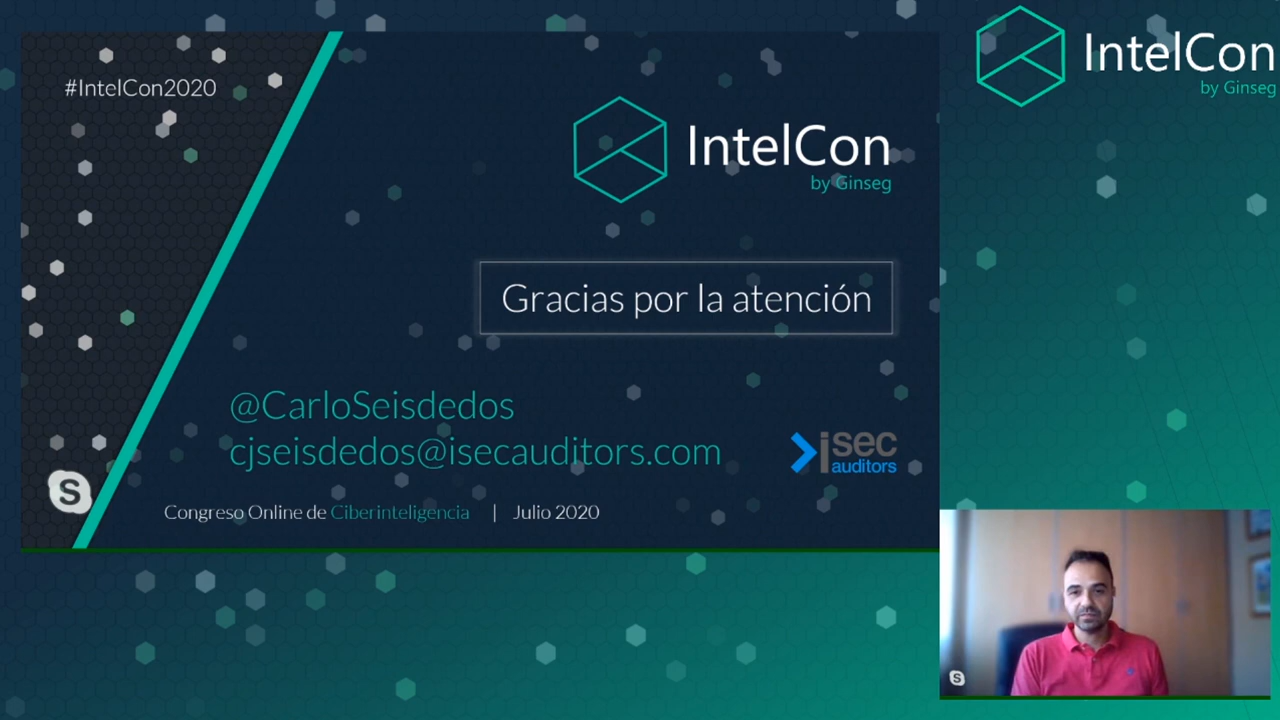 #IntelCon2020
IntelCon
by Ginseg
Gracias por la atención
@CarloSeisdedos
cjseisdedos@isecauditors.com
isec
auditors
S
Congreso Online de Ciberinteligencia | Julio 2020
IntelCon
by Ginseg
S